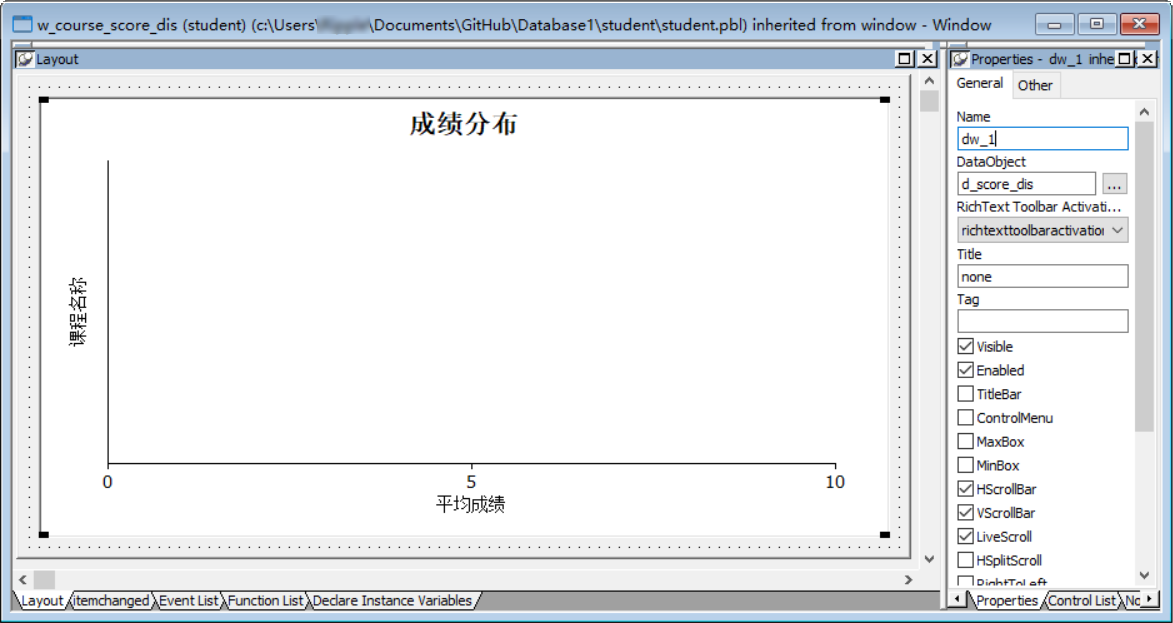 w_course_score_dis (student) (c:\Users\ \Documents\GitHub\Database1\student\student.pbl) inherited from window - Window
Layout
成绩分布
课程名称
0 5 10
平均成绩
Layout itemchanged Event List Function List Declare Instance Variables
Properties - dw_1 inhe
General Other
Name
dw_1
DataObject
d_score_dis ...
RichText Toolbar Activati...
richtexttoolbaractivation
Title
none
Tag
Visible
Enabled
TitleBar
ControlMenu
MaxBox
MinBox
HScrollBar
VScrollBar
LiveScroll
HSplitScroll
RightToLeft
Properties Control List No